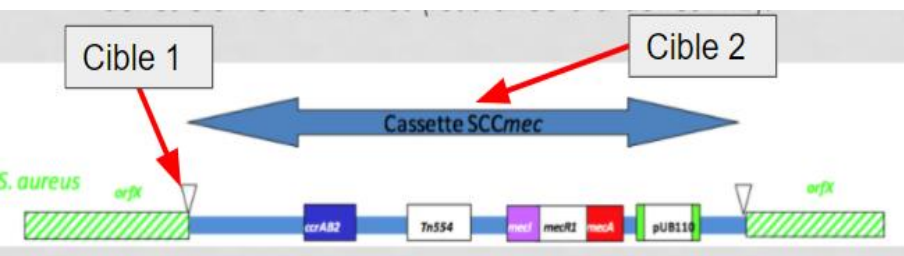 Cible 1
Cible 2
Cassette SCCmec
S. aureus
orfX
orfX
ccrAB2
Tn554
mecI
mecR1
mecA
pUB110